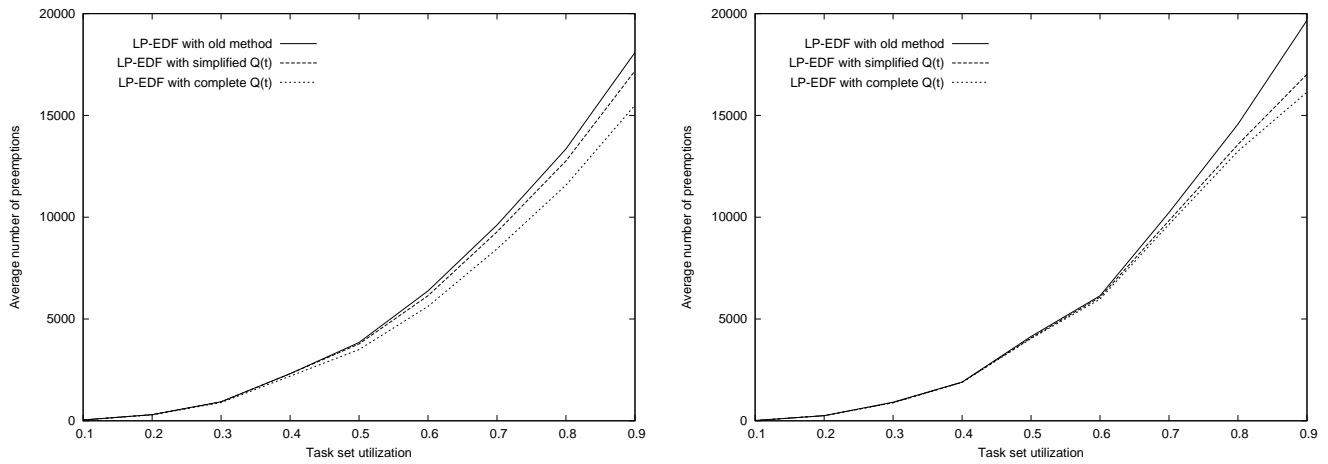 20000
15000
10000
5000
0
Average number of preemptions
LP-EDF with old method
LP-EDF with simplified Q(t)
LP-EDF with complete Q(t)
0.1 0.2 0.3 0.4 0.5 0.6 0.7 0.8 0.9
Task set utilization
20000
15000
10000
5000
0
Average number of preemptions
LP-EDF with old method
LP-EDF with simplified Q(t)
LP-EDF with complete Q(t)
0.1 0.2 0.3 0.4 0.5 0.6 0.7 0.8 0.9
Task set utilization